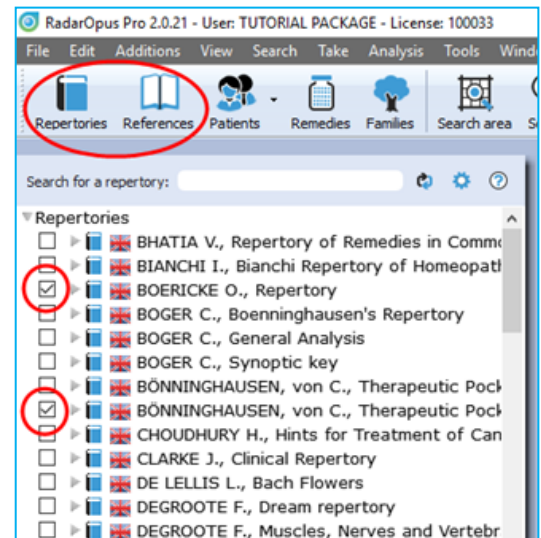 RadarOpus Pro 2.0.21 - User: TUTORIAL PACKAGE - License: 100033
File Edit Additions View Search Take Analysis Tools Wind
Repertories References Patients Remedies Families Search area S
Search for a repertory:
Repertories
BHATIA V., Repertory of Remedies in Commo
BIANCHI I., Bianchi Repertory of Homeopath
BOERICKE O., Repertory
BOGER C., Boenninghausen's Repertory
BOGER C., General Analysis
BOGER C., Synoptic key
BÖNNINGHAUSEN, von C., Therapeutic Pock
BÖNNINGHAUSEN, von C., Therapeutic Pock
CHOUDHURY H., Hints for Treatment of Can
CLARKE J., Clinical Repertory
DE LELLIS L., Bach Flowers
DEGROOTE F., Dream repertory
DEGROOTE F., Muscles, Nerves and Vertebr